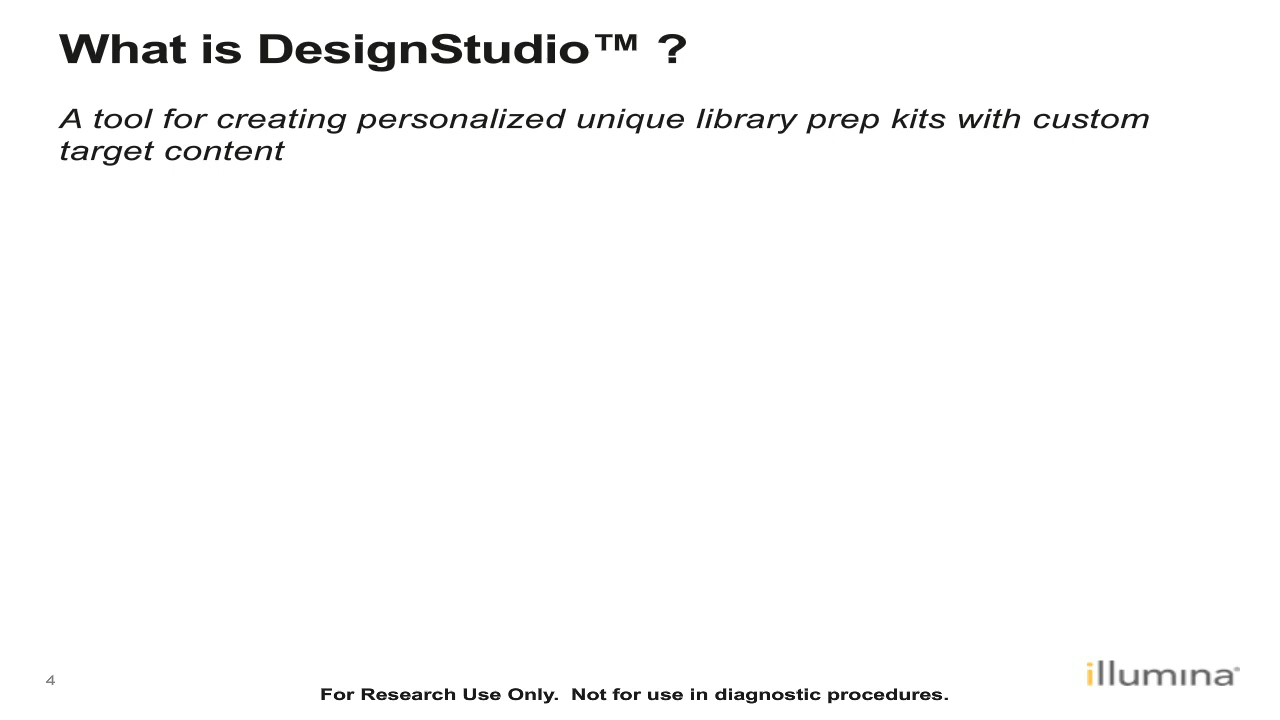 What is DesignStudio™ ?
A tool for creating personalized unique library prep kits with custom
target content
4
For Research Use Only.  Not for use in diagnostic procedures.
illumina®